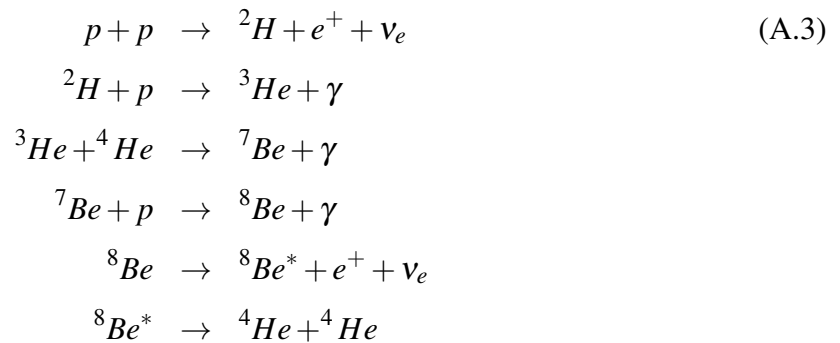 p + p → ²H + e⁺ + νₑ (A.3)
²H + p → ³He + γ
³He + ⁴He → ⁷Be + γ
⁷Be + p → ⁸Be + γ
⁸Be → ⁸Be* + e⁺ + νₑ
⁸Be* → ⁴He + ⁴He